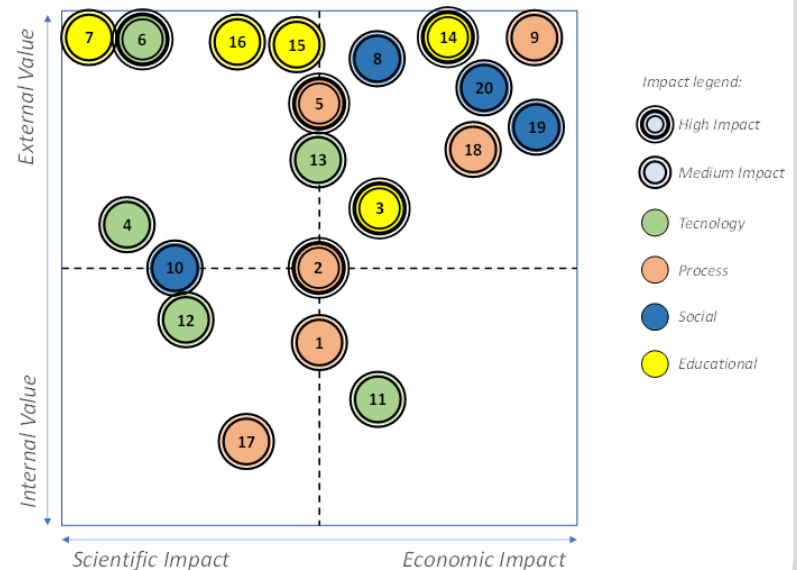 External Value
Internal Value
7
6
16
15
8
14
9
5
20
19
13
18
3
4
10
2
12
1
11
17
Scientific Impact
Economic Impact
Impact legend:
High Impact
Medium Impact
Tecnology
Process
Social
Educational